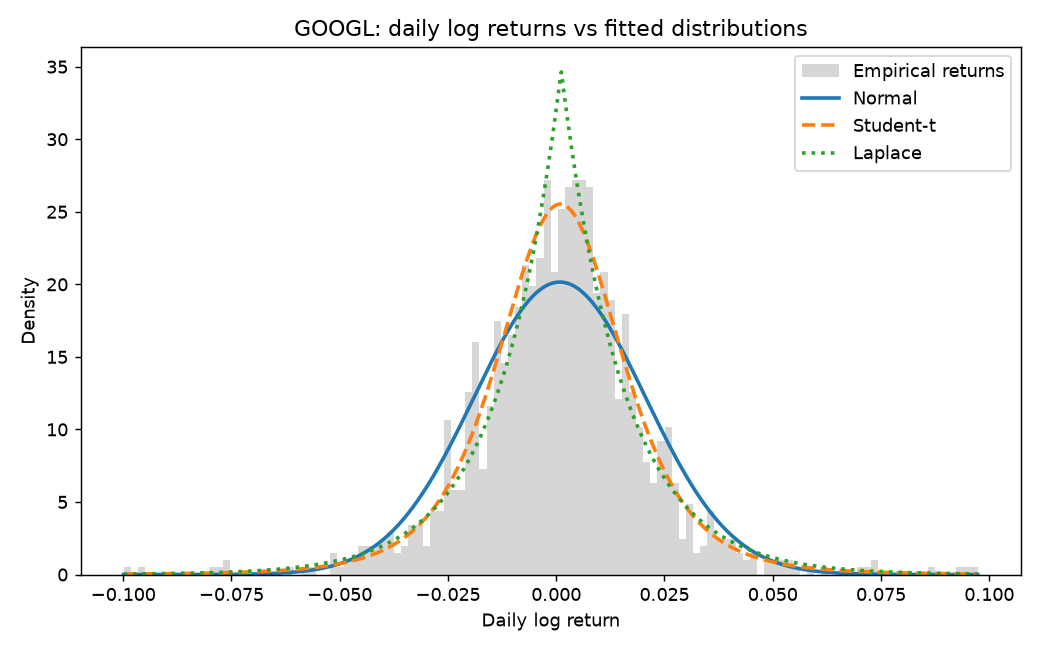 GOOGL: daily log returns vs fitted distributions
Empirical returns
Normal
Student-t
Laplace
35
30
25
20
15
10
5
0
Density
−0.100 −0.075 −0.050 −0.025 0.000 0.025 0.050 0.075 0.100
Daily log return